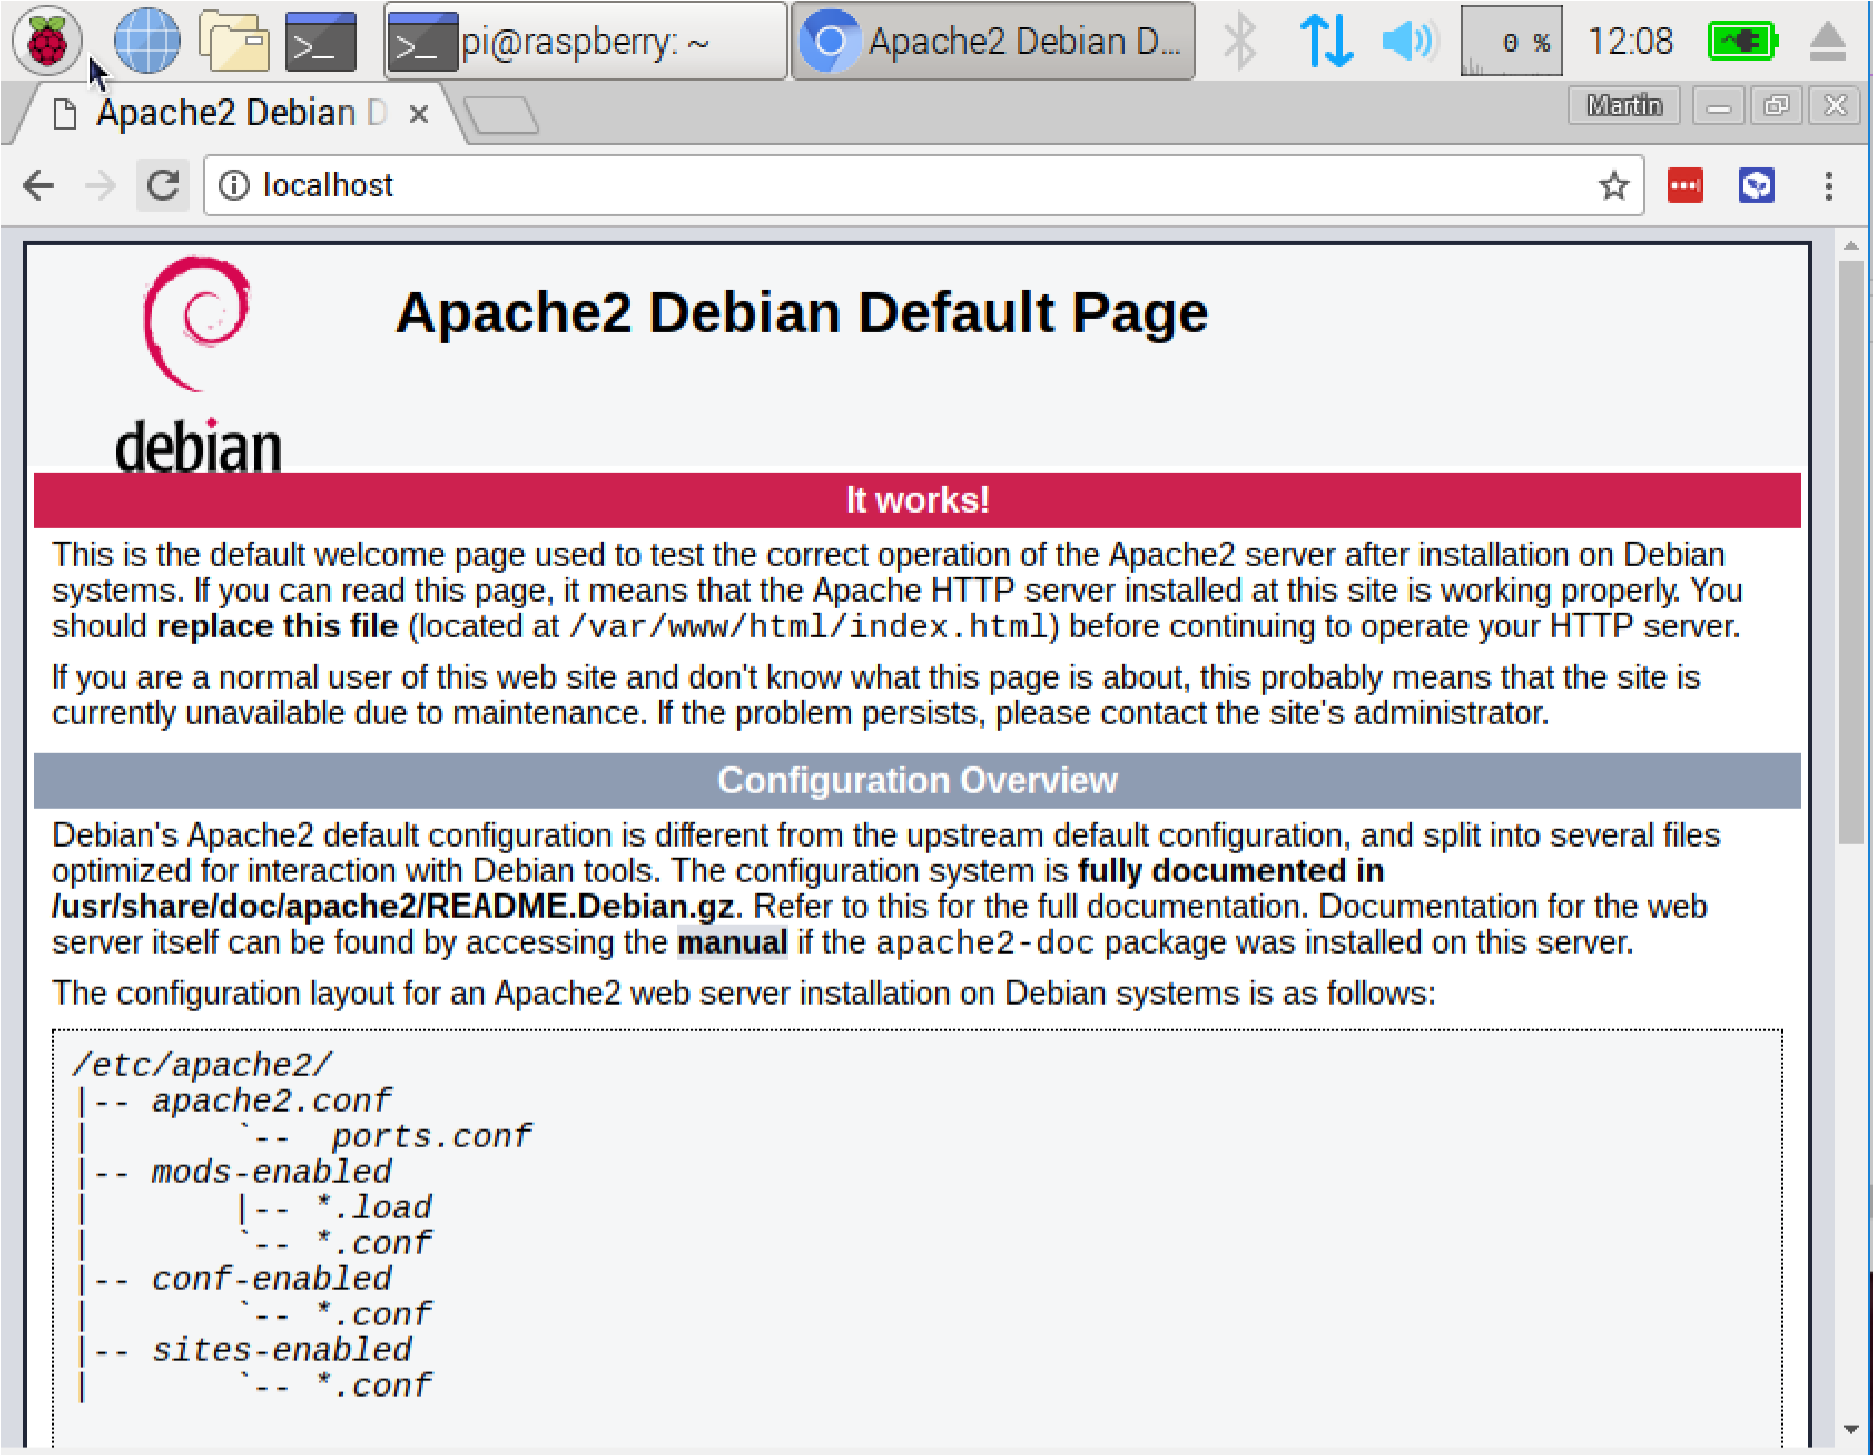 pi@raspberry: ~
Apache2 Debian D...
0 %
12:08
Apache2 Debian D
Martin
localhost
debian
Apache2 Debian Default Page
It works!
This is the default welcome page used to test the correct operation of the Apache2 server after installation on Debian
systems. If you can read this page, it means that the Apache HTTP server installed at this site is working properly. You
should replace this file (located at /var/www/html/index.html) before continuing to operate your HTTP server.
If you are a normal user of this web site and don't know what this page is about, this probably means that the site is
currently unavailable due to maintenance. If the problem persists, please contact the site's administrator.
Configuration Overview
Debian's Apache2 default configuration is different from the upstream default configuration, and split into several files
optimized for interaction with Debian tools. The configuration system is fully documented in
/usr/share/doc/apache2/README.Debian.gz. Refer to this for the full documentation. Documentation for the web
server itself can be found by accessing the manual if the apache2-doc package was installed on this server.
The configuration layout for an Apache2 web server installation on Debian systems is as follows:
/etc/apache2/
|-- apache2.conf
|       `--  ports.conf
|-- mods-enabled
|       |-- *.load
|       `-- *.conf
|-- conf-enabled
|       `-- *.conf
|-- sites-enabled
|       `-- *.conf